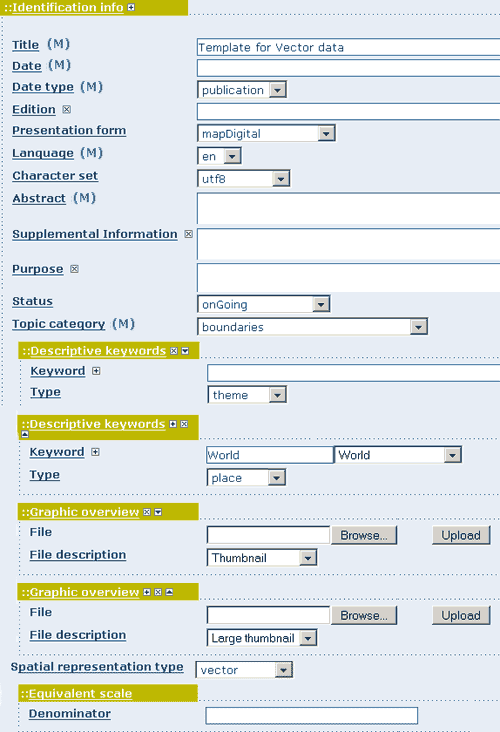 ::Identification info
Title (M) Template for Vector data
Date (M)
Date type (M) publication
Edition
Presentation form mapDigital
Language (M) en
Character set utf8
Abstract (M)
Supplemental Information
Purpose
Status onGoing
Topic category (M) boundaries
::Descriptive keywords
Keyword
Type theme
::Descriptive keywords
Keyword World World
Type place
::Graphic overview
File Browse... Upload
File description Thumbnail
::Graphic overview
File Browse... Upload
File description Large thumbnail
Spatial representation type vector
::Equivalent scale
Denominator